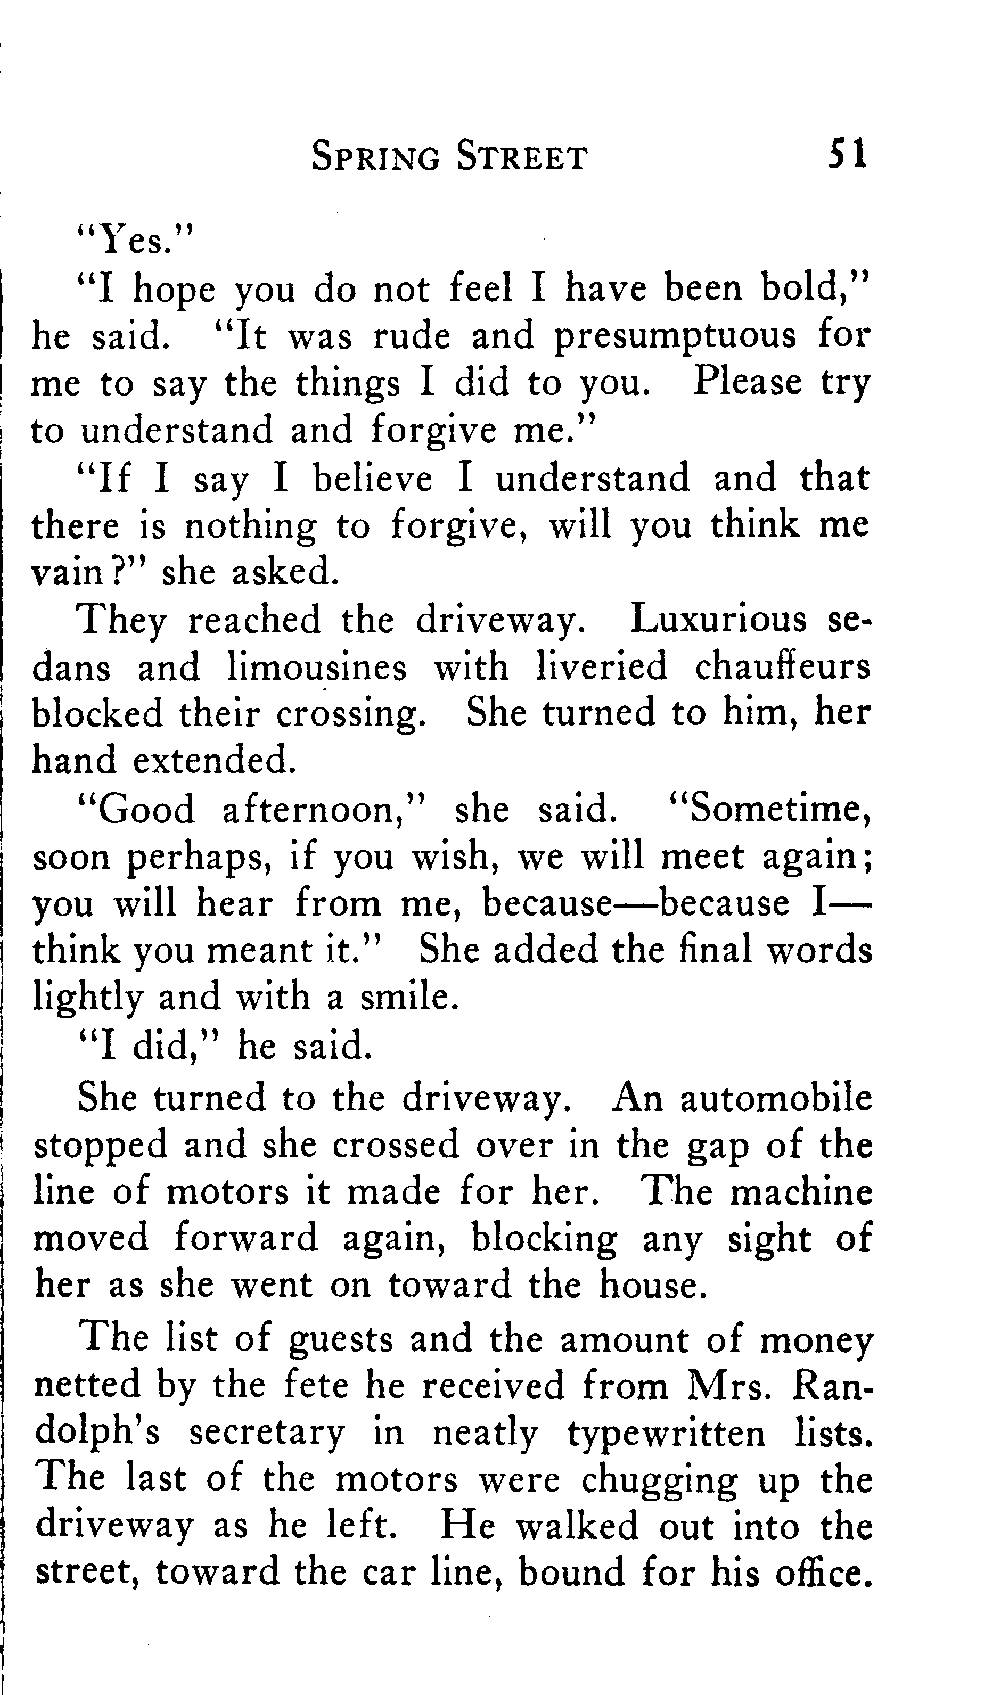 SPRING STREET 51
“Yes.”
“I hope you do not feel I have been bold,”
he said. “It was rude and presumptuous for
me to say the things I did to you. Please try
to understand and forgive me.”
“If I say I believe I understand and that
there is nothing to forgive, will you think me
vain?” she asked.
They reached the driveway. Luxurious se-
dans and limousines with liveried chauffeurs
blocked their crossing. She turned to him, her
hand extended.
“Good afternoon,” she said. “Sometime,
soon perhaps, if you wish, we will meet again;
you will hear from me, because—because I—
think you meant it.” She added the final words
lightly and with a smile.
“I did,” he said.
She turned to the driveway. An automobile
stopped and she crossed over in the gap of the
line of motors it made for her. The machine
moved forward again, blocking any sight of
her as she went on toward the house.
The list of guests and the amount of money
netted by the fete he received from Mrs. Ran-
dolph’s secretary in neatly typewritten lists.
The last of the motors were chugging up the
driveway as he left. He walked out into the
street, toward the car line, bound for his office.